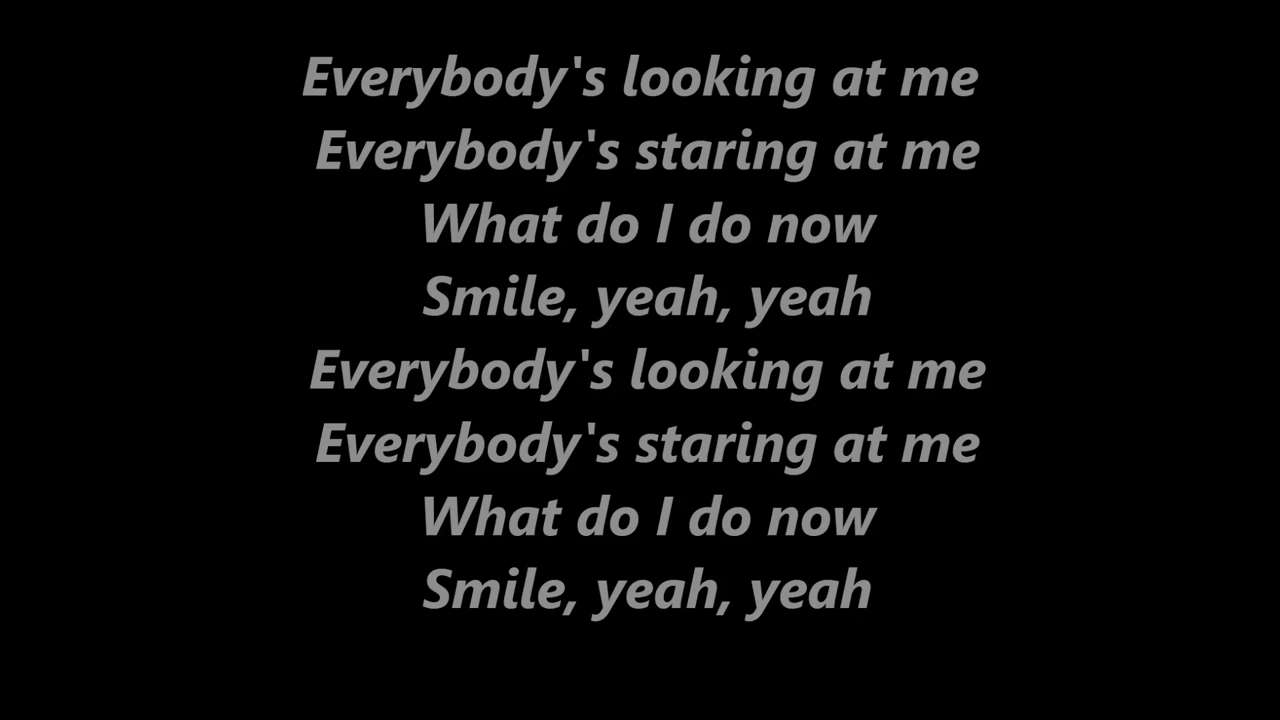 Everybody's looking at me
Everybody's staring at me
What do I do now
Smile, yeah, yeah
Everybody's looking at me
Everybody's staring at me
What do I do now
Smile, yeah, yeah